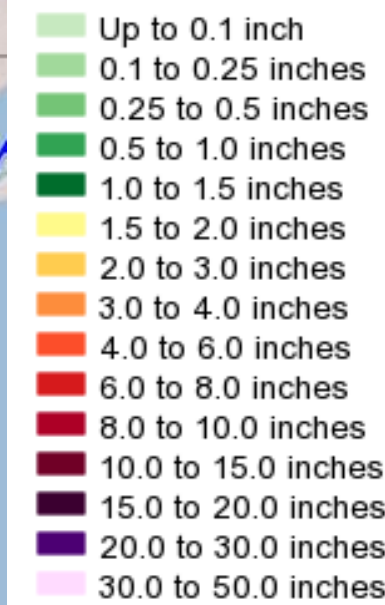 Up to 0.1 inch
0.1 to 0.25 inches
0.25 to 0.5 inches
0.5 to 1.0 inches
1.0 to 1.5 inches
1.5 to 2.0 inches
2.0 to 3.0 inches
3.0 to 4.0 inches
4.0 to 6.0 inches
6.0 to 8.0 inches
8.0 to 10.0 inches
10.0 to 15.0 inches
15.0 to 20.0 inches
20.0 to 30.0 inches
30.0 to 50.0 inches